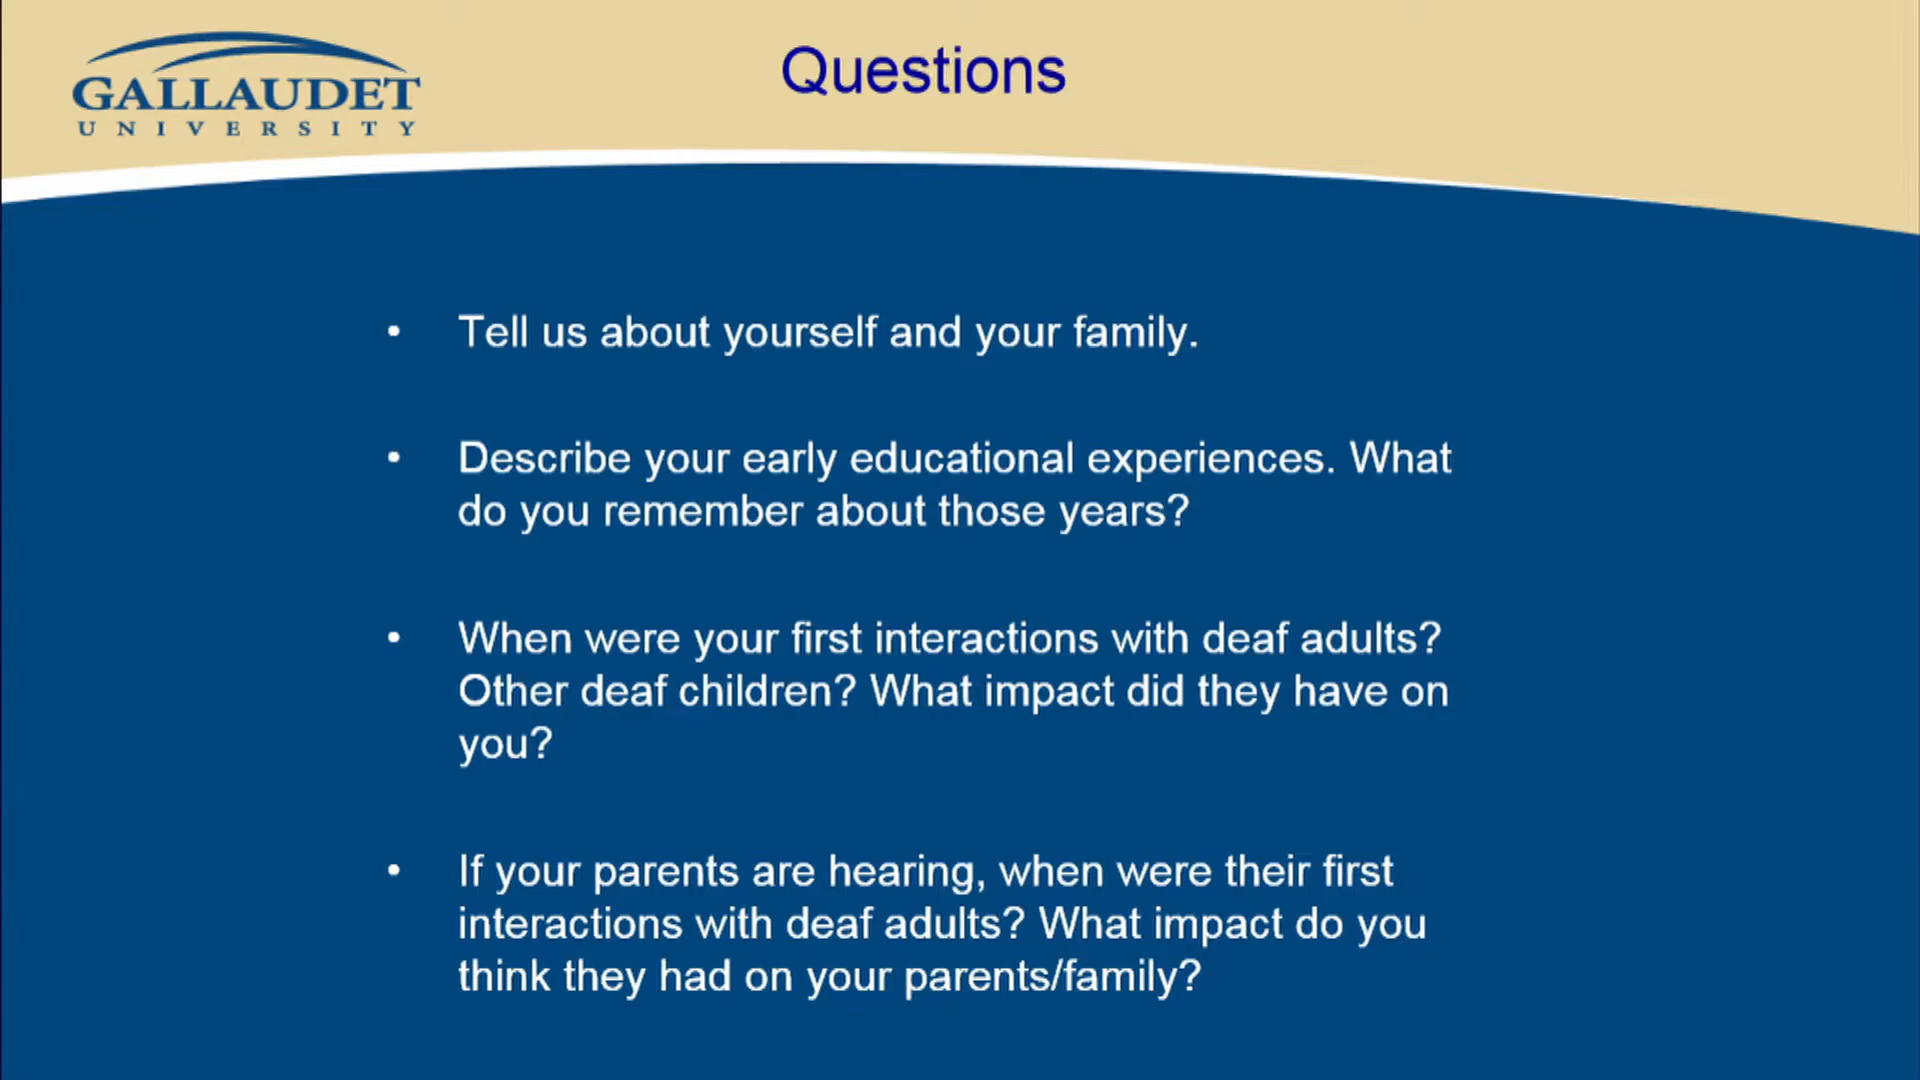 GALLAUDET
UNIVERSITY
Questions
• Tell us about yourself and your family.
• Describe your early educational experiences. What
do you remember about those years?
• When were your first interactions with deaf adults?
Other deaf children? What impact did they have on
you?
• If your parents are hearing, when were their first
interactions with deaf adults? What impact do you
think they had on your parents/family?